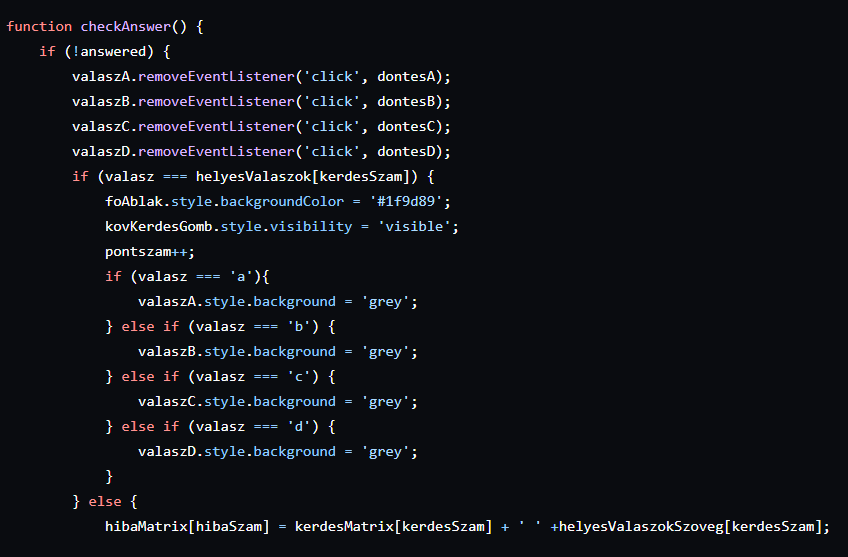 function checkAnswer() {
if (!answered) {
valaszA.removeEventListener('click', dontesA);
valaszB.removeEventListener('click', dontesB);
valaszC.removeEventListener('click', dontesC);
valaszD.removeEventListener('click', dontesD);
if (valasz === helyesValaszok[kerdesSzam]) {
foAblak.style.backgroundColor = '#1f9d89';
kovKerdesGomb.style.visibility = 'visible';
pontszam++;
if (valasz === 'a'){
valaszA.style.background = 'grey';
} else if (valasz === 'b') {
valaszB.style.background = 'grey';
} else if (valasz === 'c') {
valaszC.style.background = 'grey';
} else if (valasz === 'd') {
valaszD.style.background = 'grey';
}
} else {
hibaMatrix[hibaSzam] = kerdesMatrix[kerdesSzam] + ' ' +helyesValaszokSzoveg[kerdesSzam];